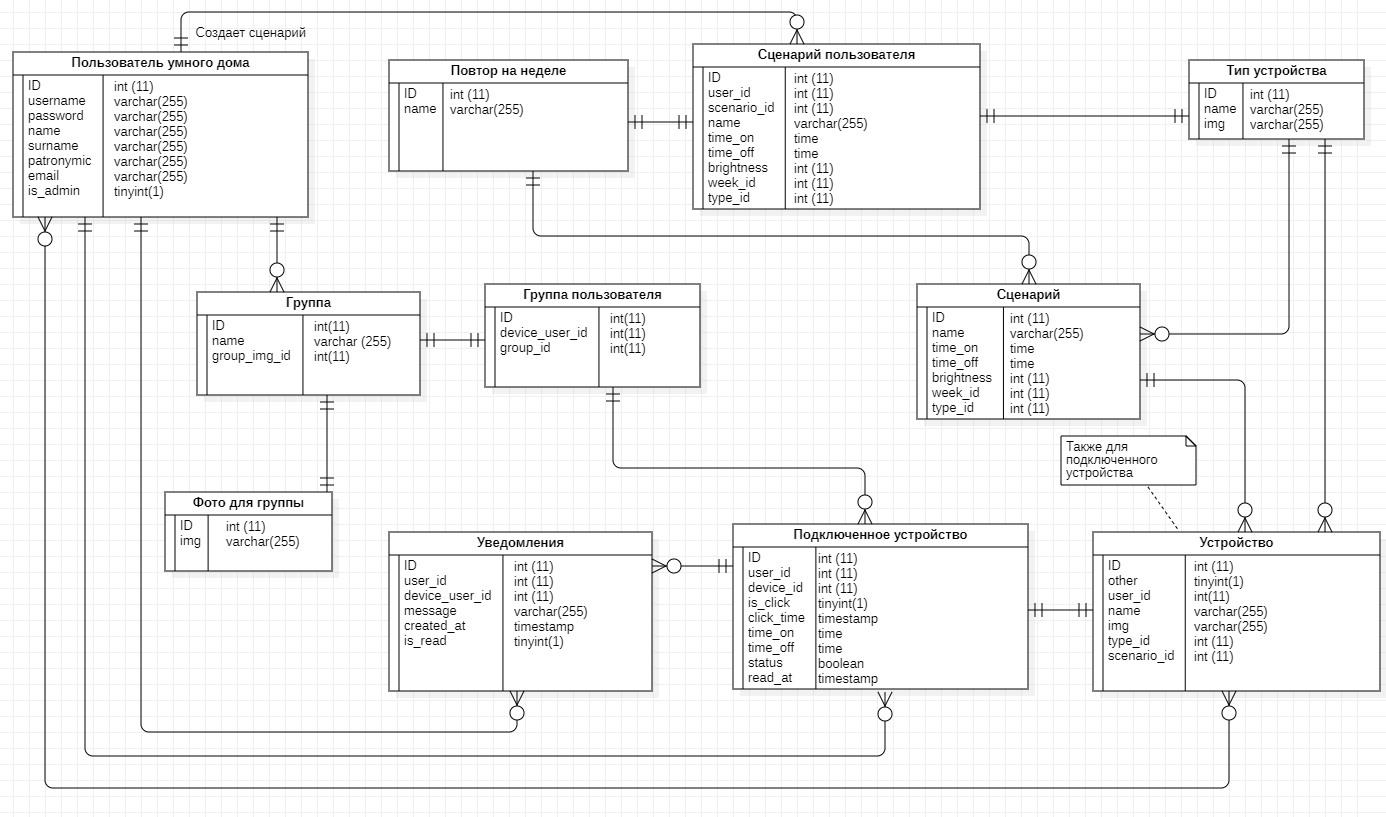 Создает сценарий
Пользователь умного дома
ID int (11)
username varchar(255)
password varchar(255)
name varchar(255)
surname varchar(255)
patronymic varchar(255)
email varchar(255)
is_admin tinyint(1)
Повтор на неделе
ID int (11)
name varchar(255)
Сценарий пользователя
ID int (11)
user_id int (11)
scenario_id int (11)
name varchar(255)
time_on time
time_off time
brightness int (11)
week_id int (11)
type_id int (11)
Тип устройства
ID int (11)
name varchar(255)
img varchar(255)
Группа
ID int(11)
name varchar (255)
group_img_id int(11)
Группа пользователя
ID int(11)
device_user_id int(11)
group_id int(11)
Сценарий
ID int (11)
name varchar(255)
time_on time
time_off time
brightness int (11)
week_id int (11)
type_id int (11)
Также для
подключенного
устройства
Фото для группы
ID int (11)
img varchar(255)
Уведомления
ID int (11)
user_id int (11)
device_user_id int (11)
message varchar(255)
created_at timestamp
is_read tinyint(1)
Подключенное устройство
ID int (11)
user_id int (11)
device_id int (11)
is_click tinyint(1)
click_time timestamp
time_on time
time_off time
status boolean
read_at timestamp
Устройство
ID int (11)
other tinyint(1)
user_id int(11)
name varchar(255)
img varchar(255)
type_id int (11)
scenario_id int (11)